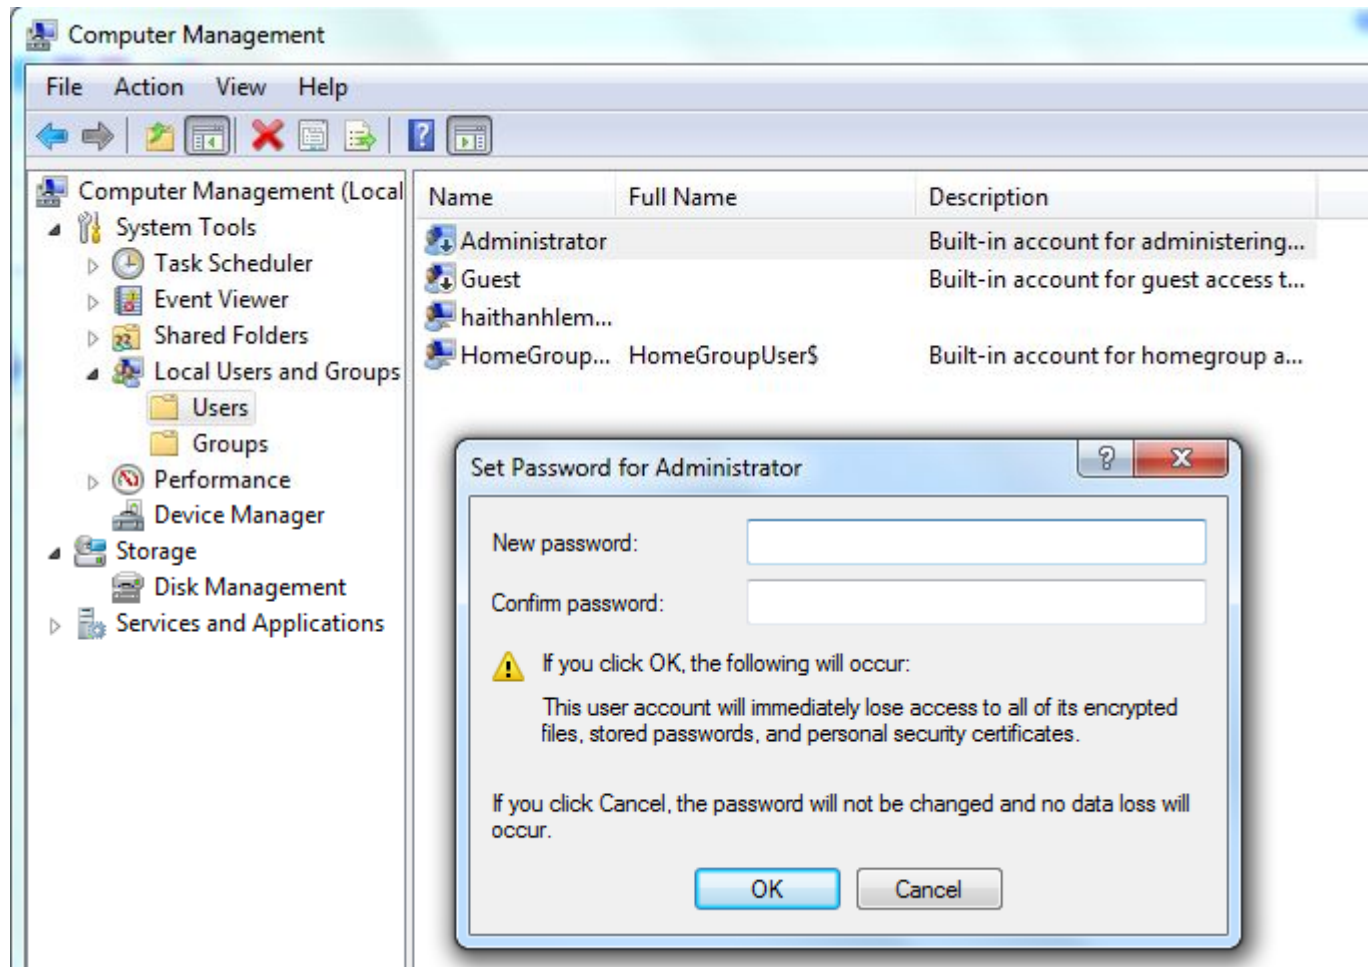 Computer Management
File Action View Help
Computer Management (Local
System Tools
Task Scheduler
Event Viewer
Shared Folders
Local Users and Groups
Users
Groups
Performance
Device Manager
Storage
Disk Management
Services and Applications
Name Full Name Description
Administrator Built-in account for administering...
Guest Built-in account for guest access t...
haithanhlem...
HomeGroup... HomeGroupUser$ Built-in account for homegroup a...
Set Password for Administrator
New password:
Confirm password:
If you click OK, the following will occur:
This user account will immediately lose access to all of its encrypted
files, stored passwords, and personal security certificates.
If you click Cancel, the password will not be changed and no data loss will
occur.
OK Cancel